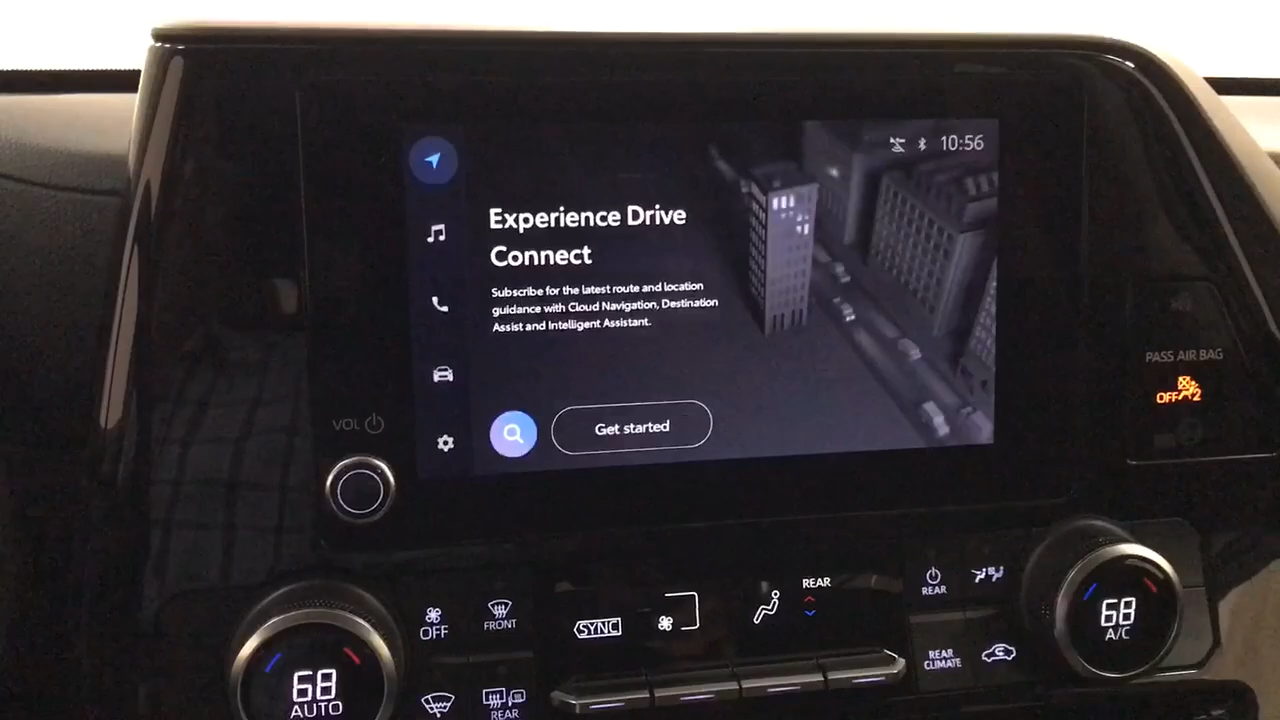 10:56
Experience Drive
Connect
Subscribe for the latest route and location
guidance with Cloud Navigation, Destination
Assist and Intelligent Assistant.
Get started
PASS AIR BAG
OFF 2
VOL
REAR
OFF
FRONT
SYNC
REAR
68
A/C
REAR
CLIMATE
68
AUTO
REAR